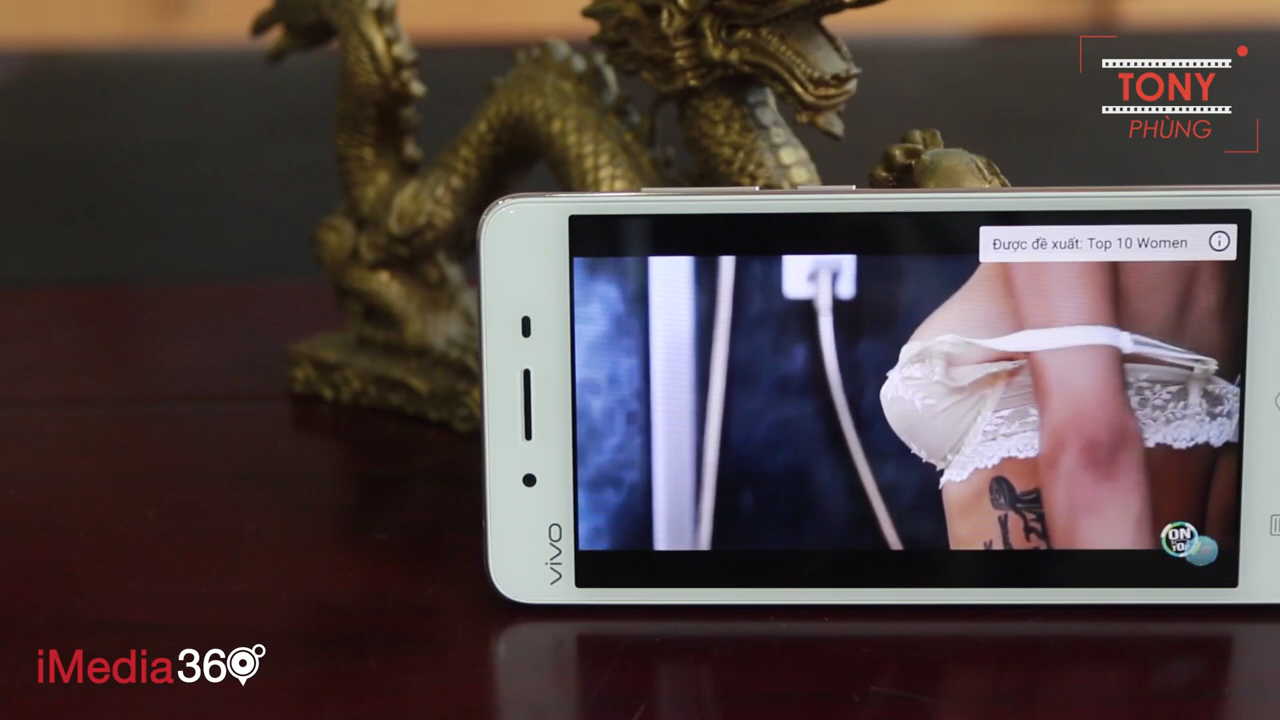 TONY
PHÙNG
Được đề xuất: Top 10 Women
ON
vivo
iMedia360